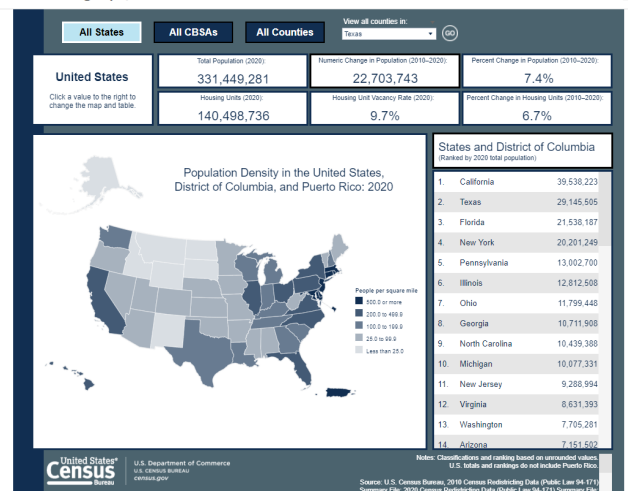 All States
All CBSAs
All Counties
View all counties in:
Texas
GO
United States
Click a value to the right to
change the map and table.
Total Population (2020):
331,449,281
Numeric Change in Population (2010–2020):
22,703,743
Percent Change in Population (2010–2020):
7.4%
Housing Units (2020):
140,498,736
Housing Unit Vacancy Rate (2020):
9.7%
Percent Change in Housing Units (2010–2020):
6.7%
Population Density in the United States,
District of Columbia, and Puerto Rico: 2020
People per square mile
500.0 or more
200.0 to 499.9
100.0 to 199.9
25.0 to 99.9
Less than 25.0
States and District of Columbia
(Ranked by 2020 total population)
1. California 39,538,223
2. Texas 29,145,505
3. Florida 21,538,187
4. New York 20,201,249
5. Pennsylvania 13,002,700
6. Illinois 12,812,508
7. Ohio 11,799,448
8. Georgia 10,711,908
9. North Carolina 10,439,388
10. Michigan 10,077,331
11. New Jersey 9,288,994
12. Virginia 8,631,393
13. Washington 7,705,281
14. Arizona 7,151,502
United States®
Census
Bureau
U.S. Department of Commerce
U.S. CENSUS BUREAU
census.gov
Notes: Classifications and ranking based on unrounded values.
U.S. totals and rankings do not include Puerto Rico.
Source: U.S. Census Bureau, 2010 Census Redistricting Data (Public Law 94-171)
Summary File; 2020 Census Redistricting Data (Public Law 94-171) Summary File.